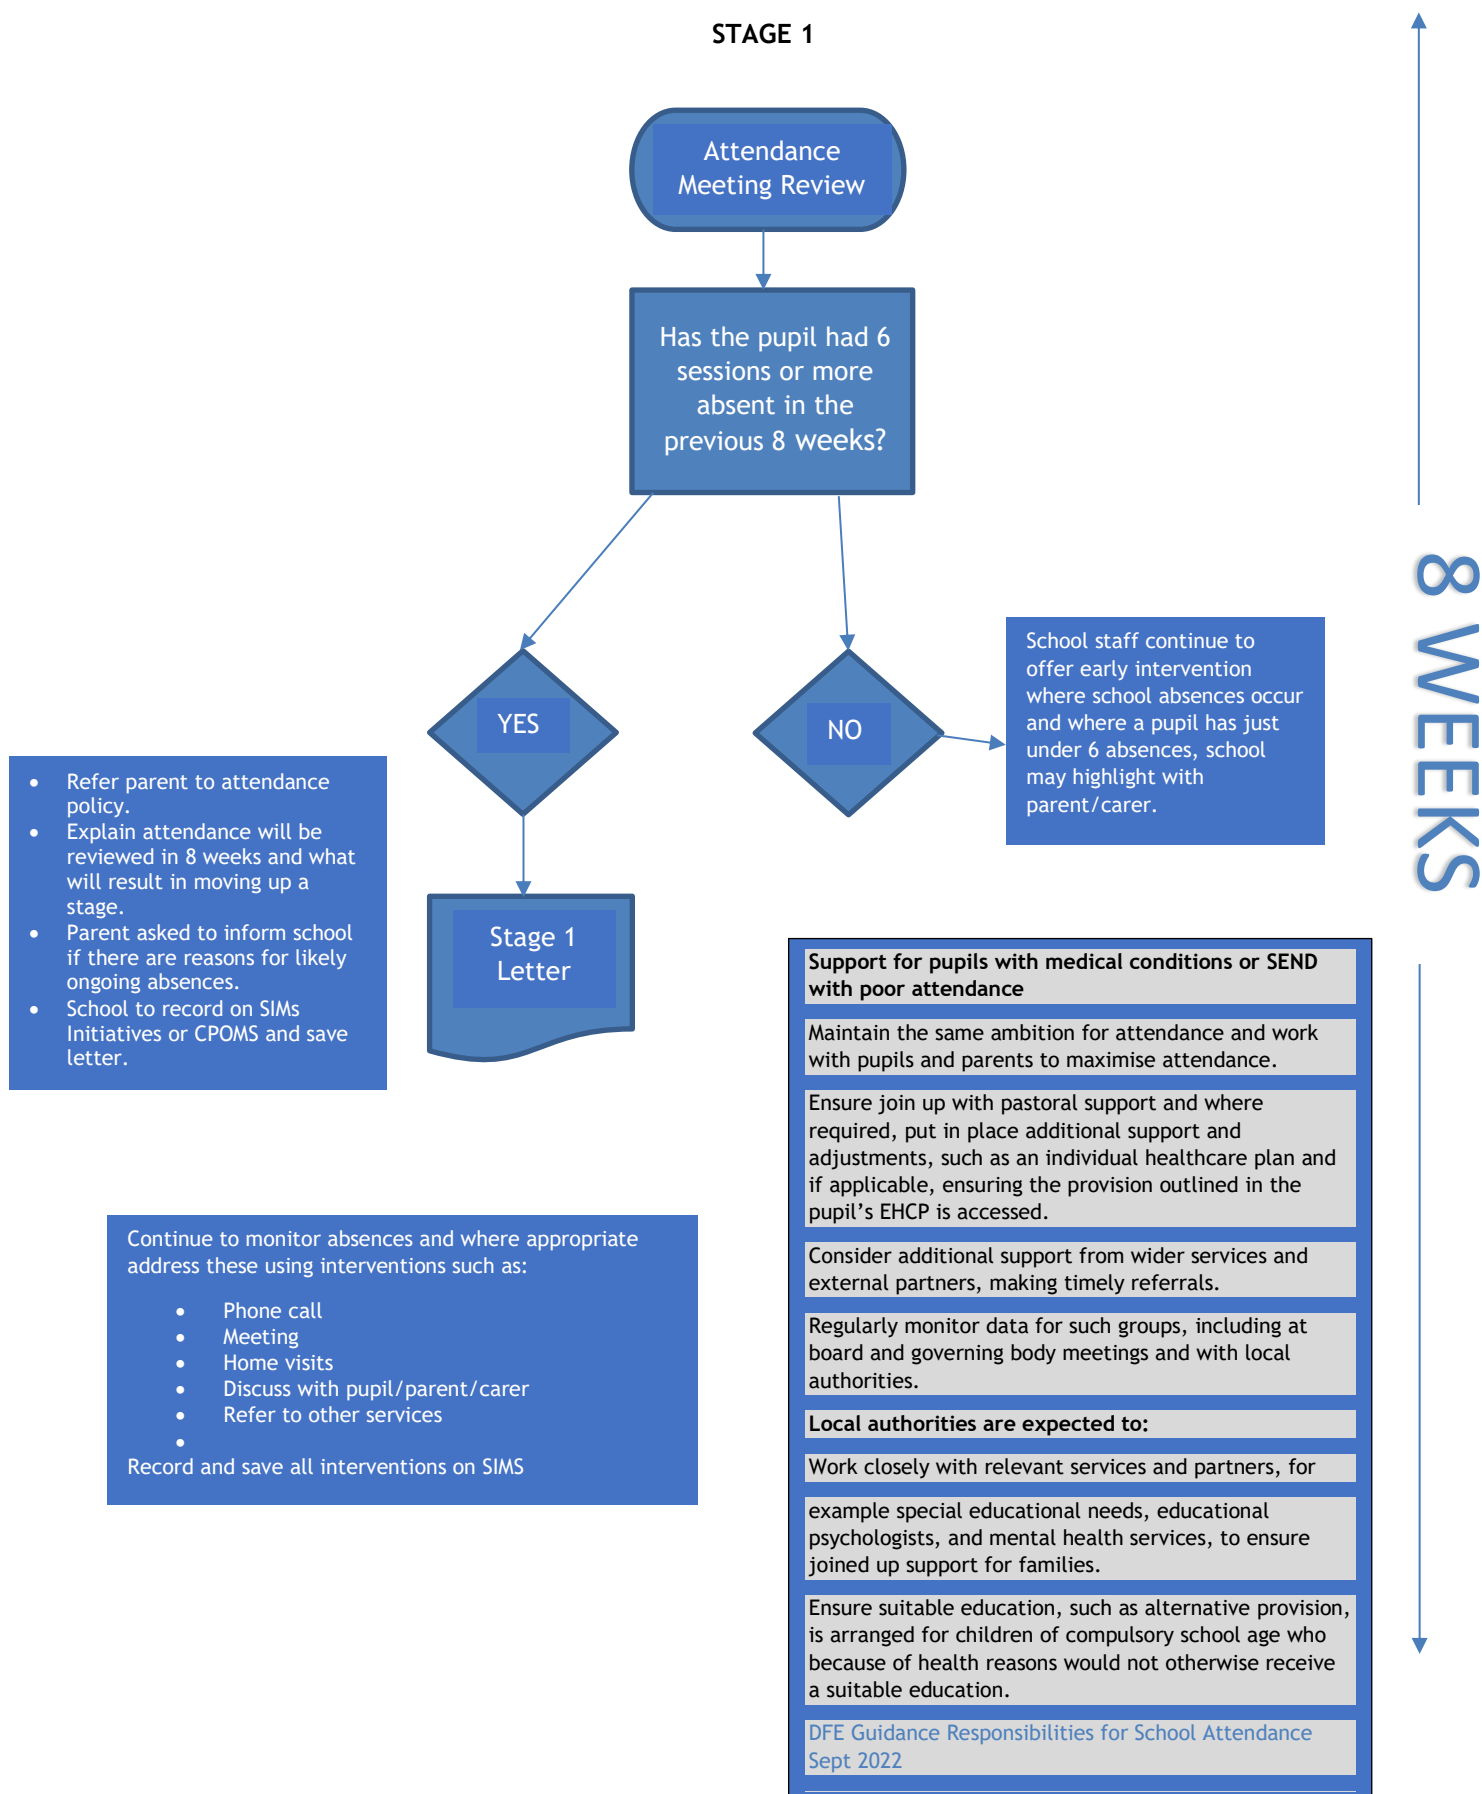 STAGE 1
Attendance
Meeting Review
Has the pupil had 6
sessions or more
absent in the
previous 8 weeks?
8 WEEKS
YES
NO
School staff continue to
offer early intervention
where school absences occur
and where a pupil has just
under 6 absences, school
may highlight with
parent/carer.
• Refer parent to attendance
policy.
• Explain attendance will be
reviewed in 8 weeks and what
will result in moving up a
stage.
• Parent asked to inform school
if there are reasons for likely
ongoing absences.
• School to record on SIMs
Initiatives or CPOMS and save
letter.
Stage 1
Letter
Support for pupils with medical conditions or SEND
with poor attendance
Maintain the same ambition for attendance and work
with pupils and parents to maximise attendance.
Ensure join up with pastoral support and where
required, put in place additional support and
adjustments, such as an individual healthcare plan and
if applicable, ensuring the provision outlined in the
pupil's EHCP is accessed.
Consider additional support from wider services and
external partners, making timely referrals.
Regularly monitor data for such groups, including at
board and governing body meetings and with local
authorities.
Local authorities are expected to:
Work closely with relevant services and partners, for
example special educational needs, educational
psychologists, and mental health services, to ensure
joined up support for families.
Ensure suitable education, such as alternative provision,
is arranged for children of compulsory school age who
because of health reasons would not otherwise receive
a suitable education.
DFE Guidance Responsibilities for School Attendance
Sept 2022
Continue to monitor absences and where appropriate
address these using interventions such as:
• Phone call
• Meeting
• Home visits
• Discuss with pupil/parent/carer
• Refer to other services
•
Record and save all interventions on SIMS